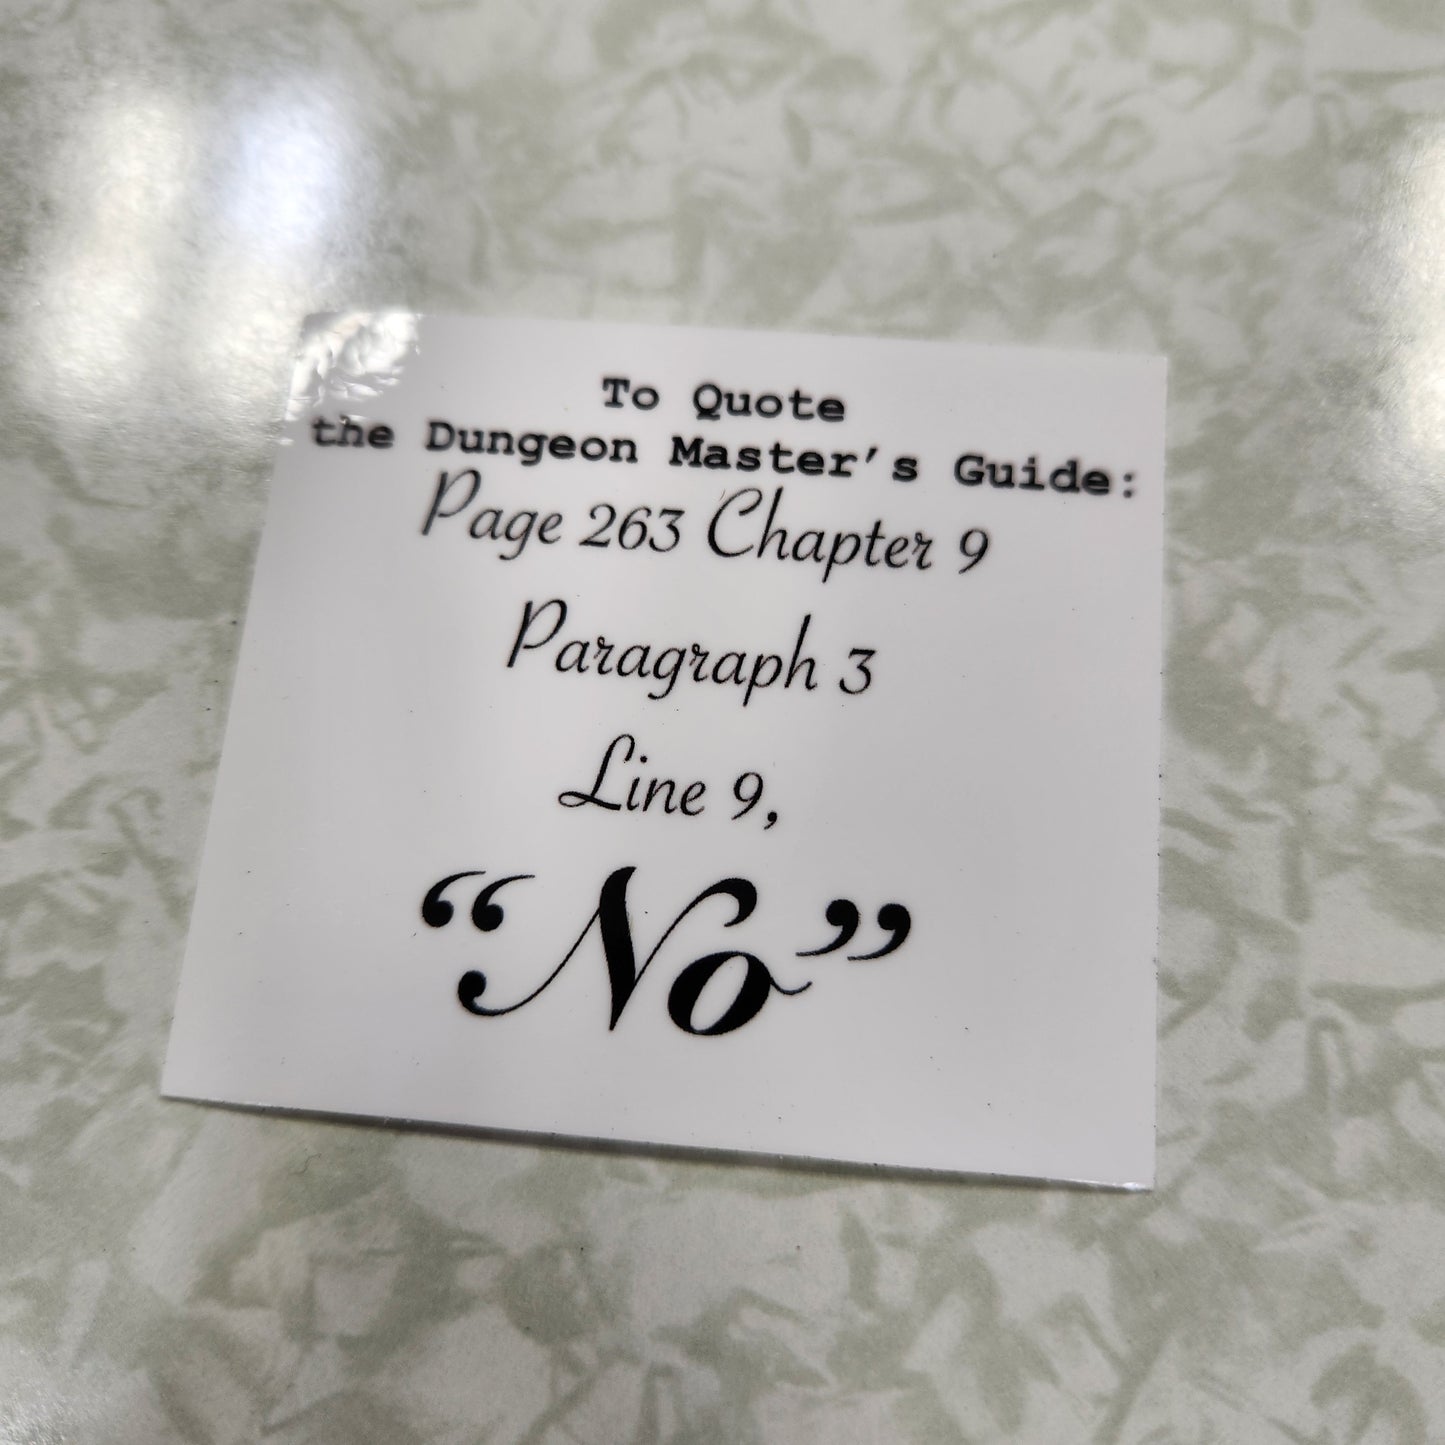 To Quote
the Dungeon Master's Guide:
Page 263 Chapter 9
Paragraph 3
Line 9,
“No”